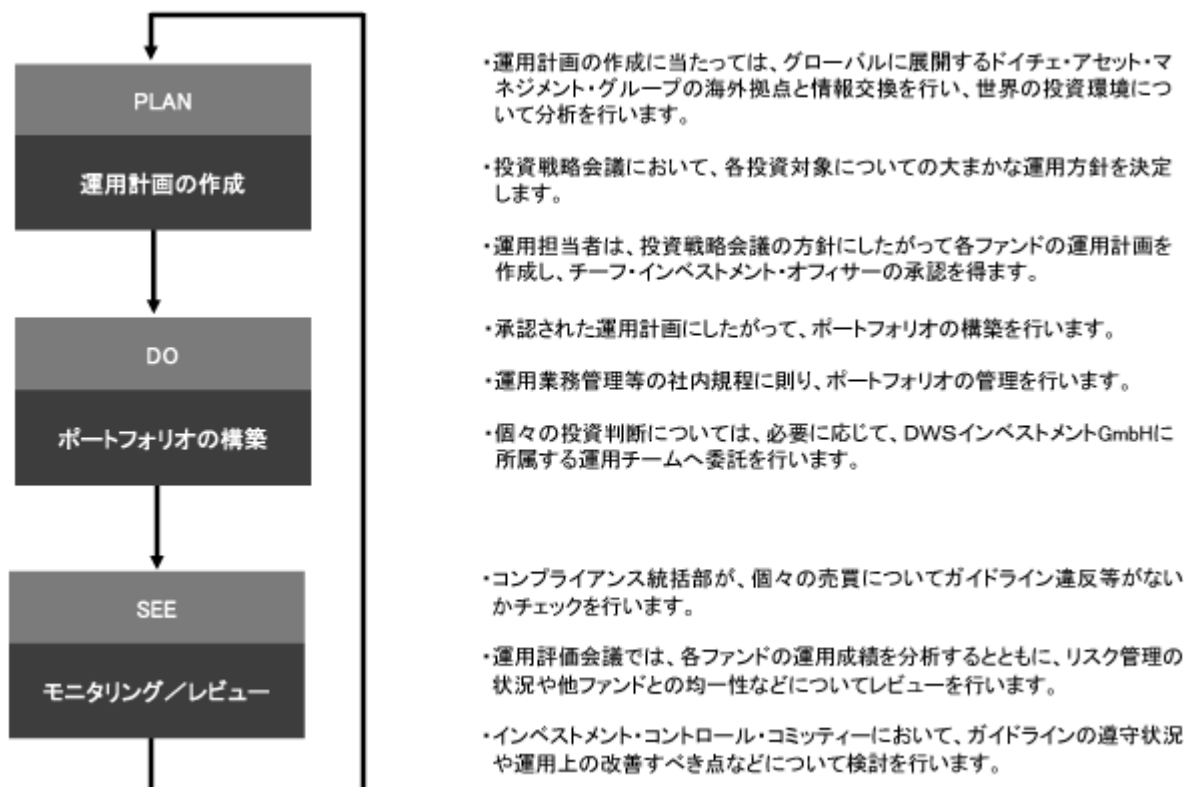 PLAN
運用計画の作成
・運用計画の作成に当たっては、グローバルに展開するドイチェ・アセット・マ
ネジメント・グループの海外拠点と情報交換を行い、世界の投資環境につ
いて分析を行います。
・投資戦略会議において、各投資対象についての大まかな運用方針を決定
します。
・運用担当者は、投資戦略会議の方針にしたがって各ファンドの運用計画を
作成し、チーフ・インベストメント・オフィサーの承認を得ます。
DO
ポートフォリオの構築
・承認された運用計画にしたがって、ポートフォリオの構築を行います。
・運用業務管理等の社内規程に則り、ポートフォリオの管理を行います。
・個々の投資判断については、必要に応じて、DWSインベストメントGmbHに
所属する運用チームへ委託を行います。
SEE
モニタリング／レビュー
・コンプライアンス統括部が、個々の売買についてガイドライン違反等がない
かチェックを行います。
・運用評価会議では、各ファンドの運用成績を分析するとともに、リスク管理の
状況や他ファンドとの均一性などについてレビューを行います。
・インベストメント・コントロール・コミッティーにおいて、ガイドラインの遵守状況
や運用上の改善すべき点などについて検討を行います。